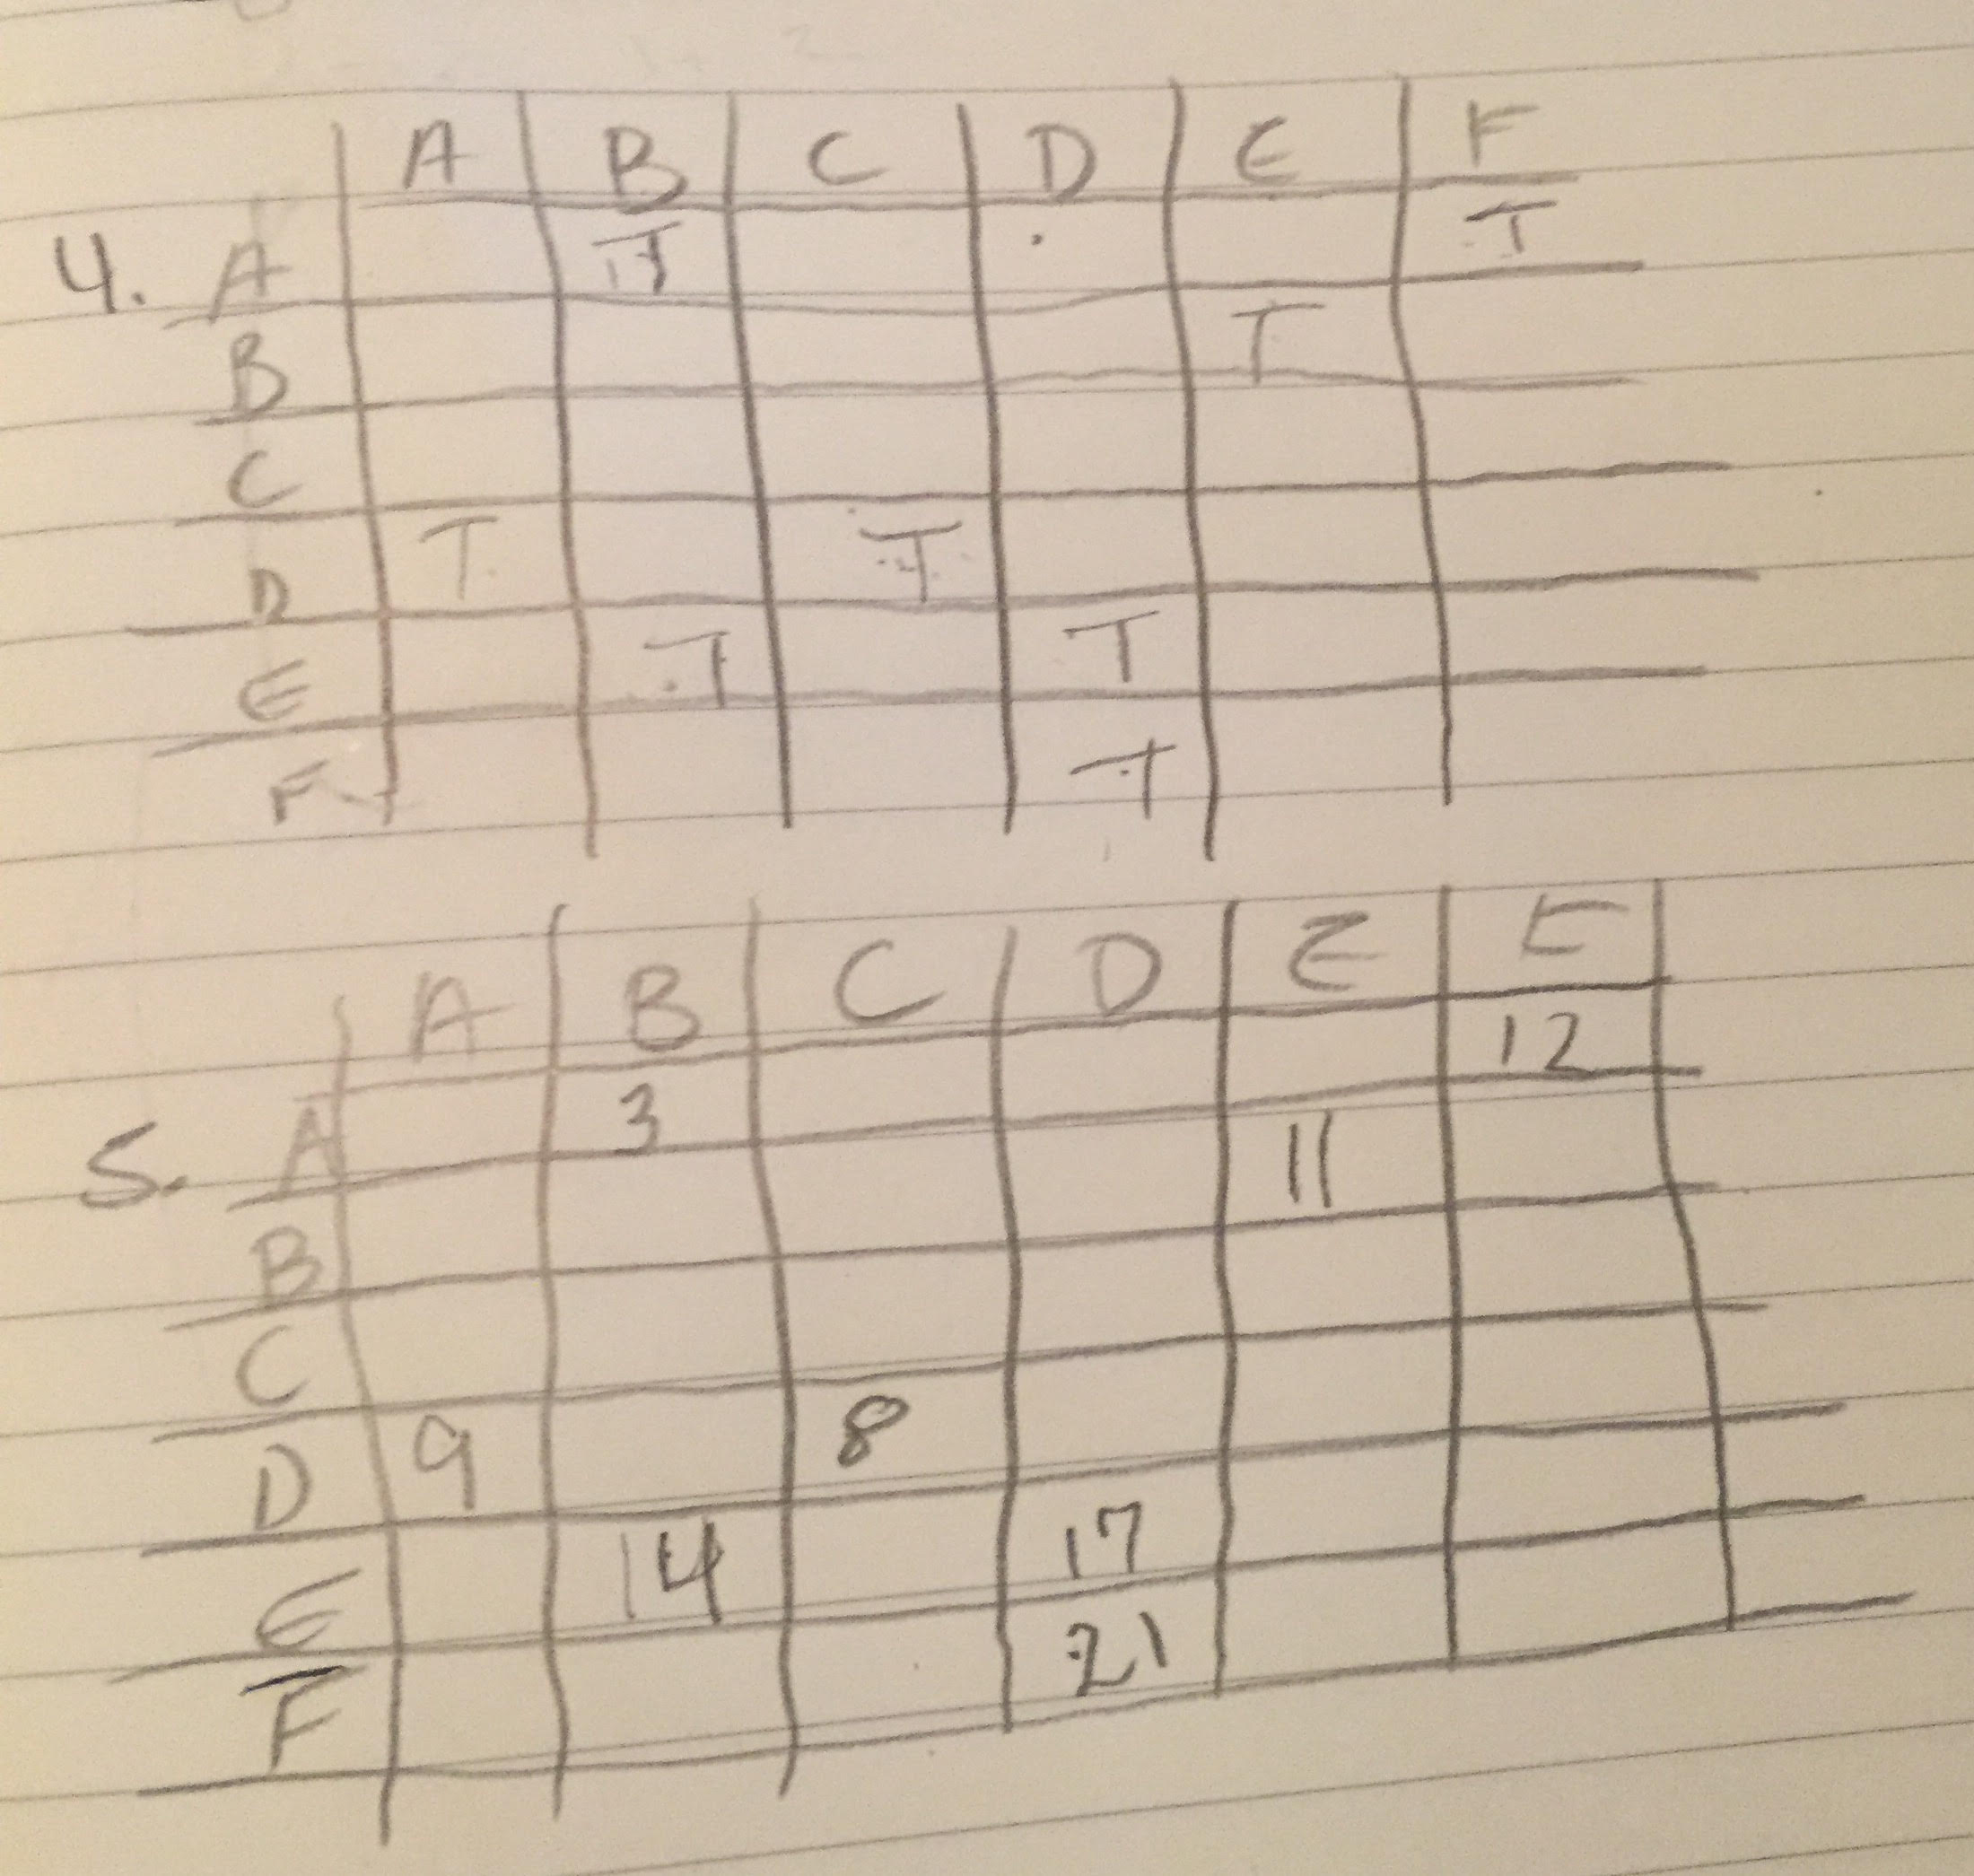 A B C D E F
4. A T T
B T
C
D T T
E T T
F T
A B C D E F
5. A 3 12
B 11
C
D 9 8
E 14 17
F 21